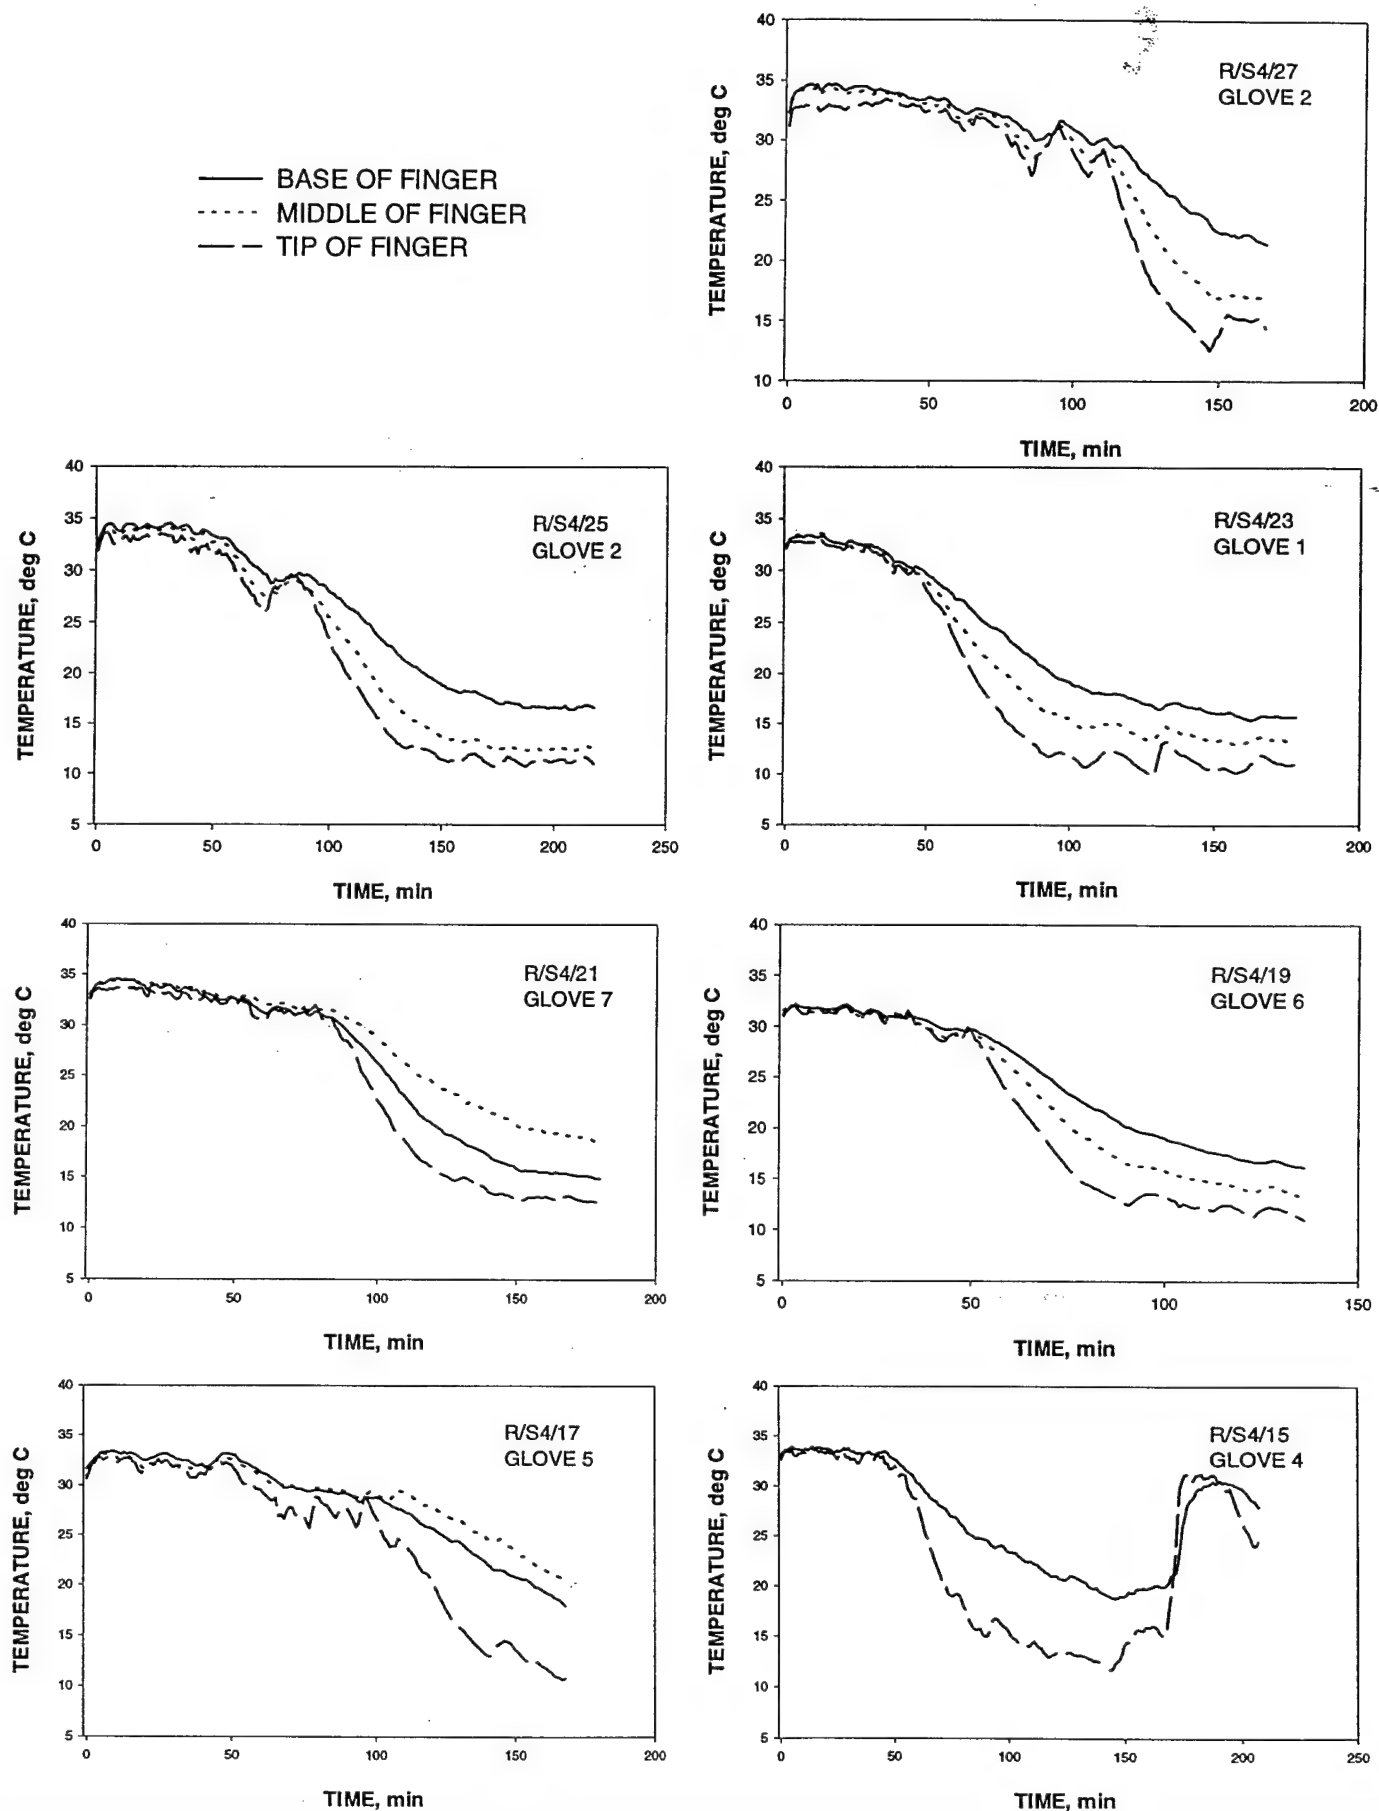 BASE OF FINGER
MIDDLE OF FINGER
TIP OF FINGER
TEMPERATURE, deg C
40
35
30
25
20
15
10
R/S4/27
GLOVE 2
0 50 100 150 200
TIME, min
TEMPERATURE, deg C
40
35
30
25
20
15
10
5
R/S4/25
GLOVE 2
0 50 100 150 200 250
TIME, min
TEMPERATURE, deg C
40
35
30
25
20
15
10
5
R/S4/23
GLOVE 1
0 50 100 150 200
TIME, min
TEMPERATURE, deg C
40
35
30
25
20
15
10
5
R/S4/21
GLOVE 7
0 50 100 150 200
TIME, min
TEMPERATURE, deg C
40
35
30
25
20
15
10
5
R/S4/19
GLOVE 6
0 50 100 150
TIME, min
TEMPERATURE, deg C
40
35
30
25
20
15
10
5
R/S4/17
GLOVE 5
0 50 100 150 200
TIME, min
TEMPERATURE, deg C
40
35
30
25
20
15
10
5
R/S4/15
GLOVE 4
0 50 100 150 200 250
TIME, min